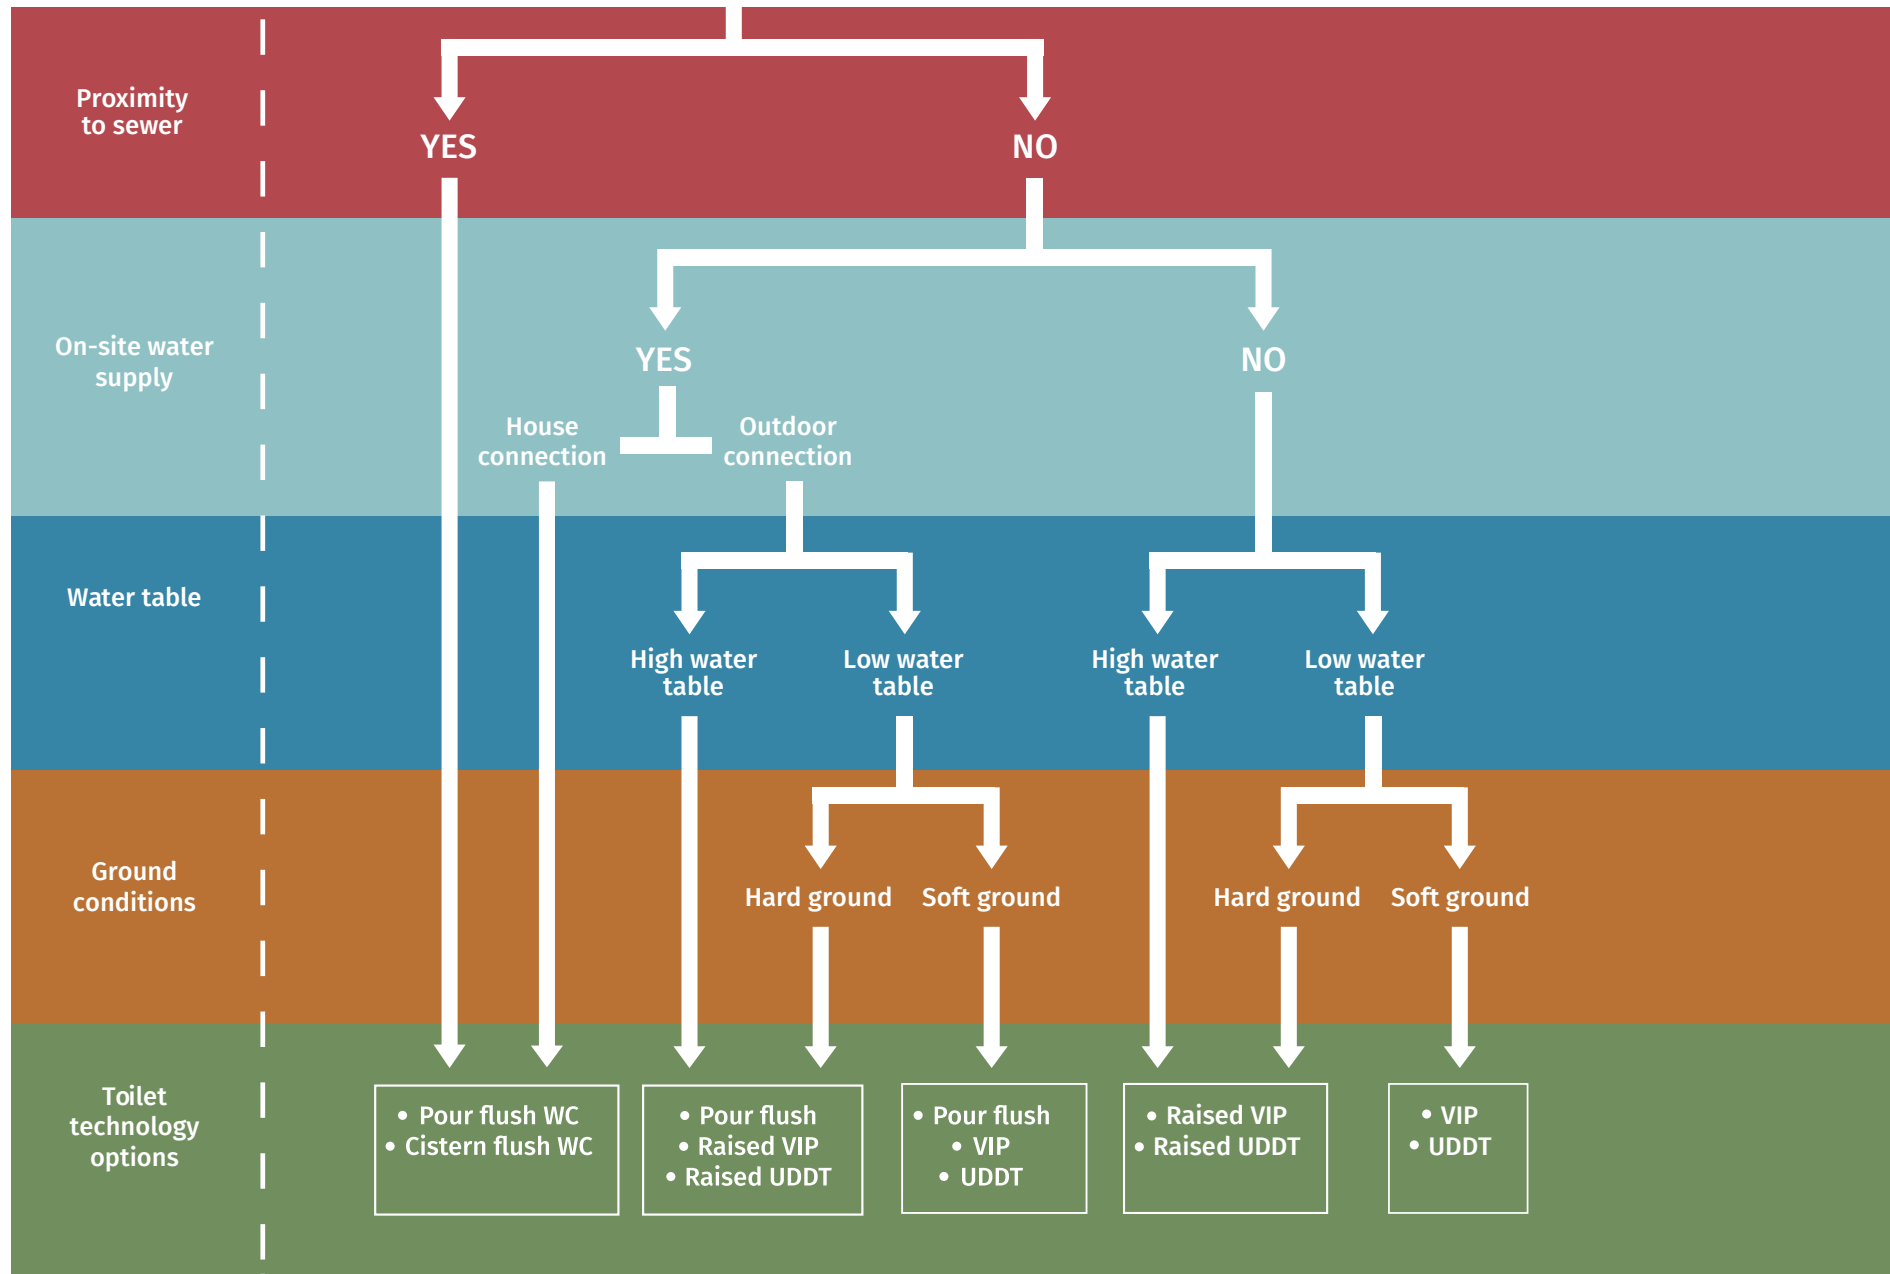 Proximity
to sewer
YES
NO
On-site water
supply
YES
NO
House
connection
Outdoor
connection
Water table
High water
table
Low water
table
High water
table
Low water
table
Ground
conditions
Hard ground
Soft ground
Hard ground
Soft ground
Toilet
technology
options
• Pour flush WC
• Cistern flush WC
• Pour flush
• Raised VIP
• Raised UDDT
• Pour flush
• VIP
• UDDT
• Raised VIP
• Raised UDDT
• VIP
• UDDT